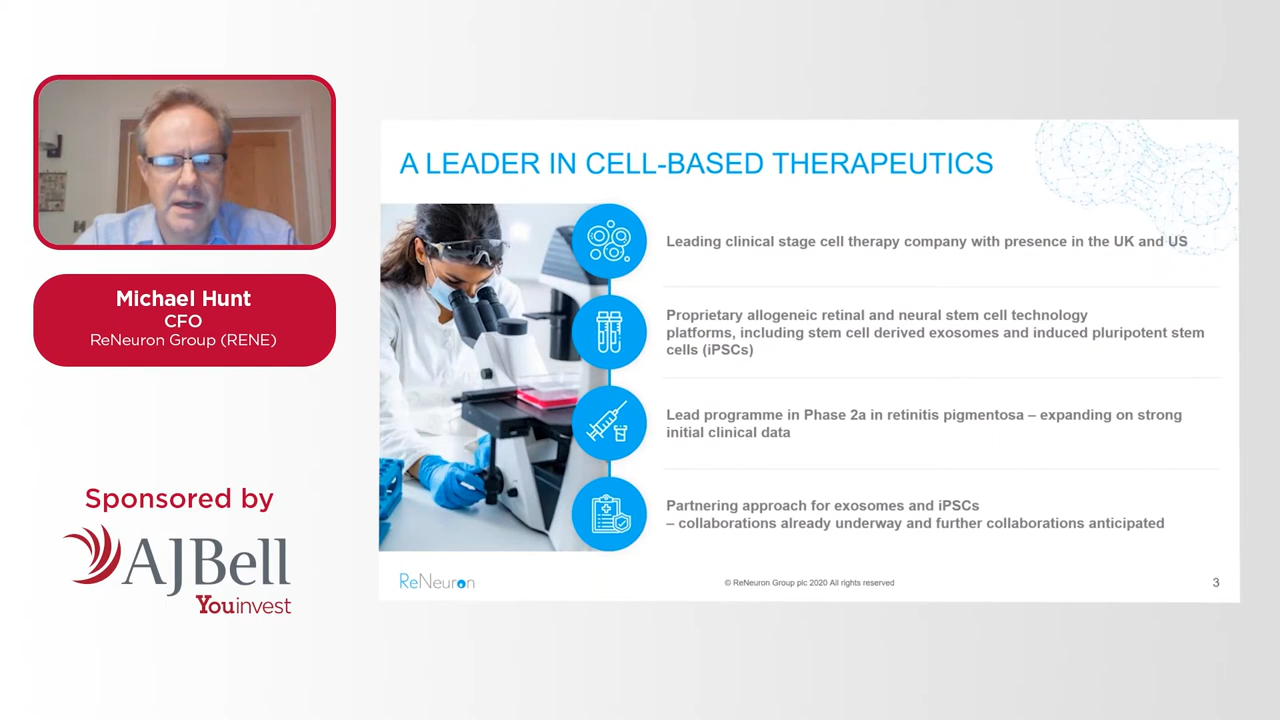 Michael Hunt
CFO
ReNeuron Group (RENE)
Sponsored by
AJBell
Youinvest
A LEADER IN CELL-BASED THERAPEUTICS
Leading clinical stage cell therapy company with presence in the UK and US
Proprietary allogeneic retinal and neural stem cell technology
platforms, including stem cell derived exosomes and induced pluripotent stem
cells (iPSCs)
Lead programme in Phase 2a in retinitis pigmentosa – expanding on strong
initial clinical data
Partnering approach for exosomes and iPSCs
– collaborations already underway and further collaborations anticipated
ReNeuron
© ReNeuron Group plc 2020 All rights reserved
3